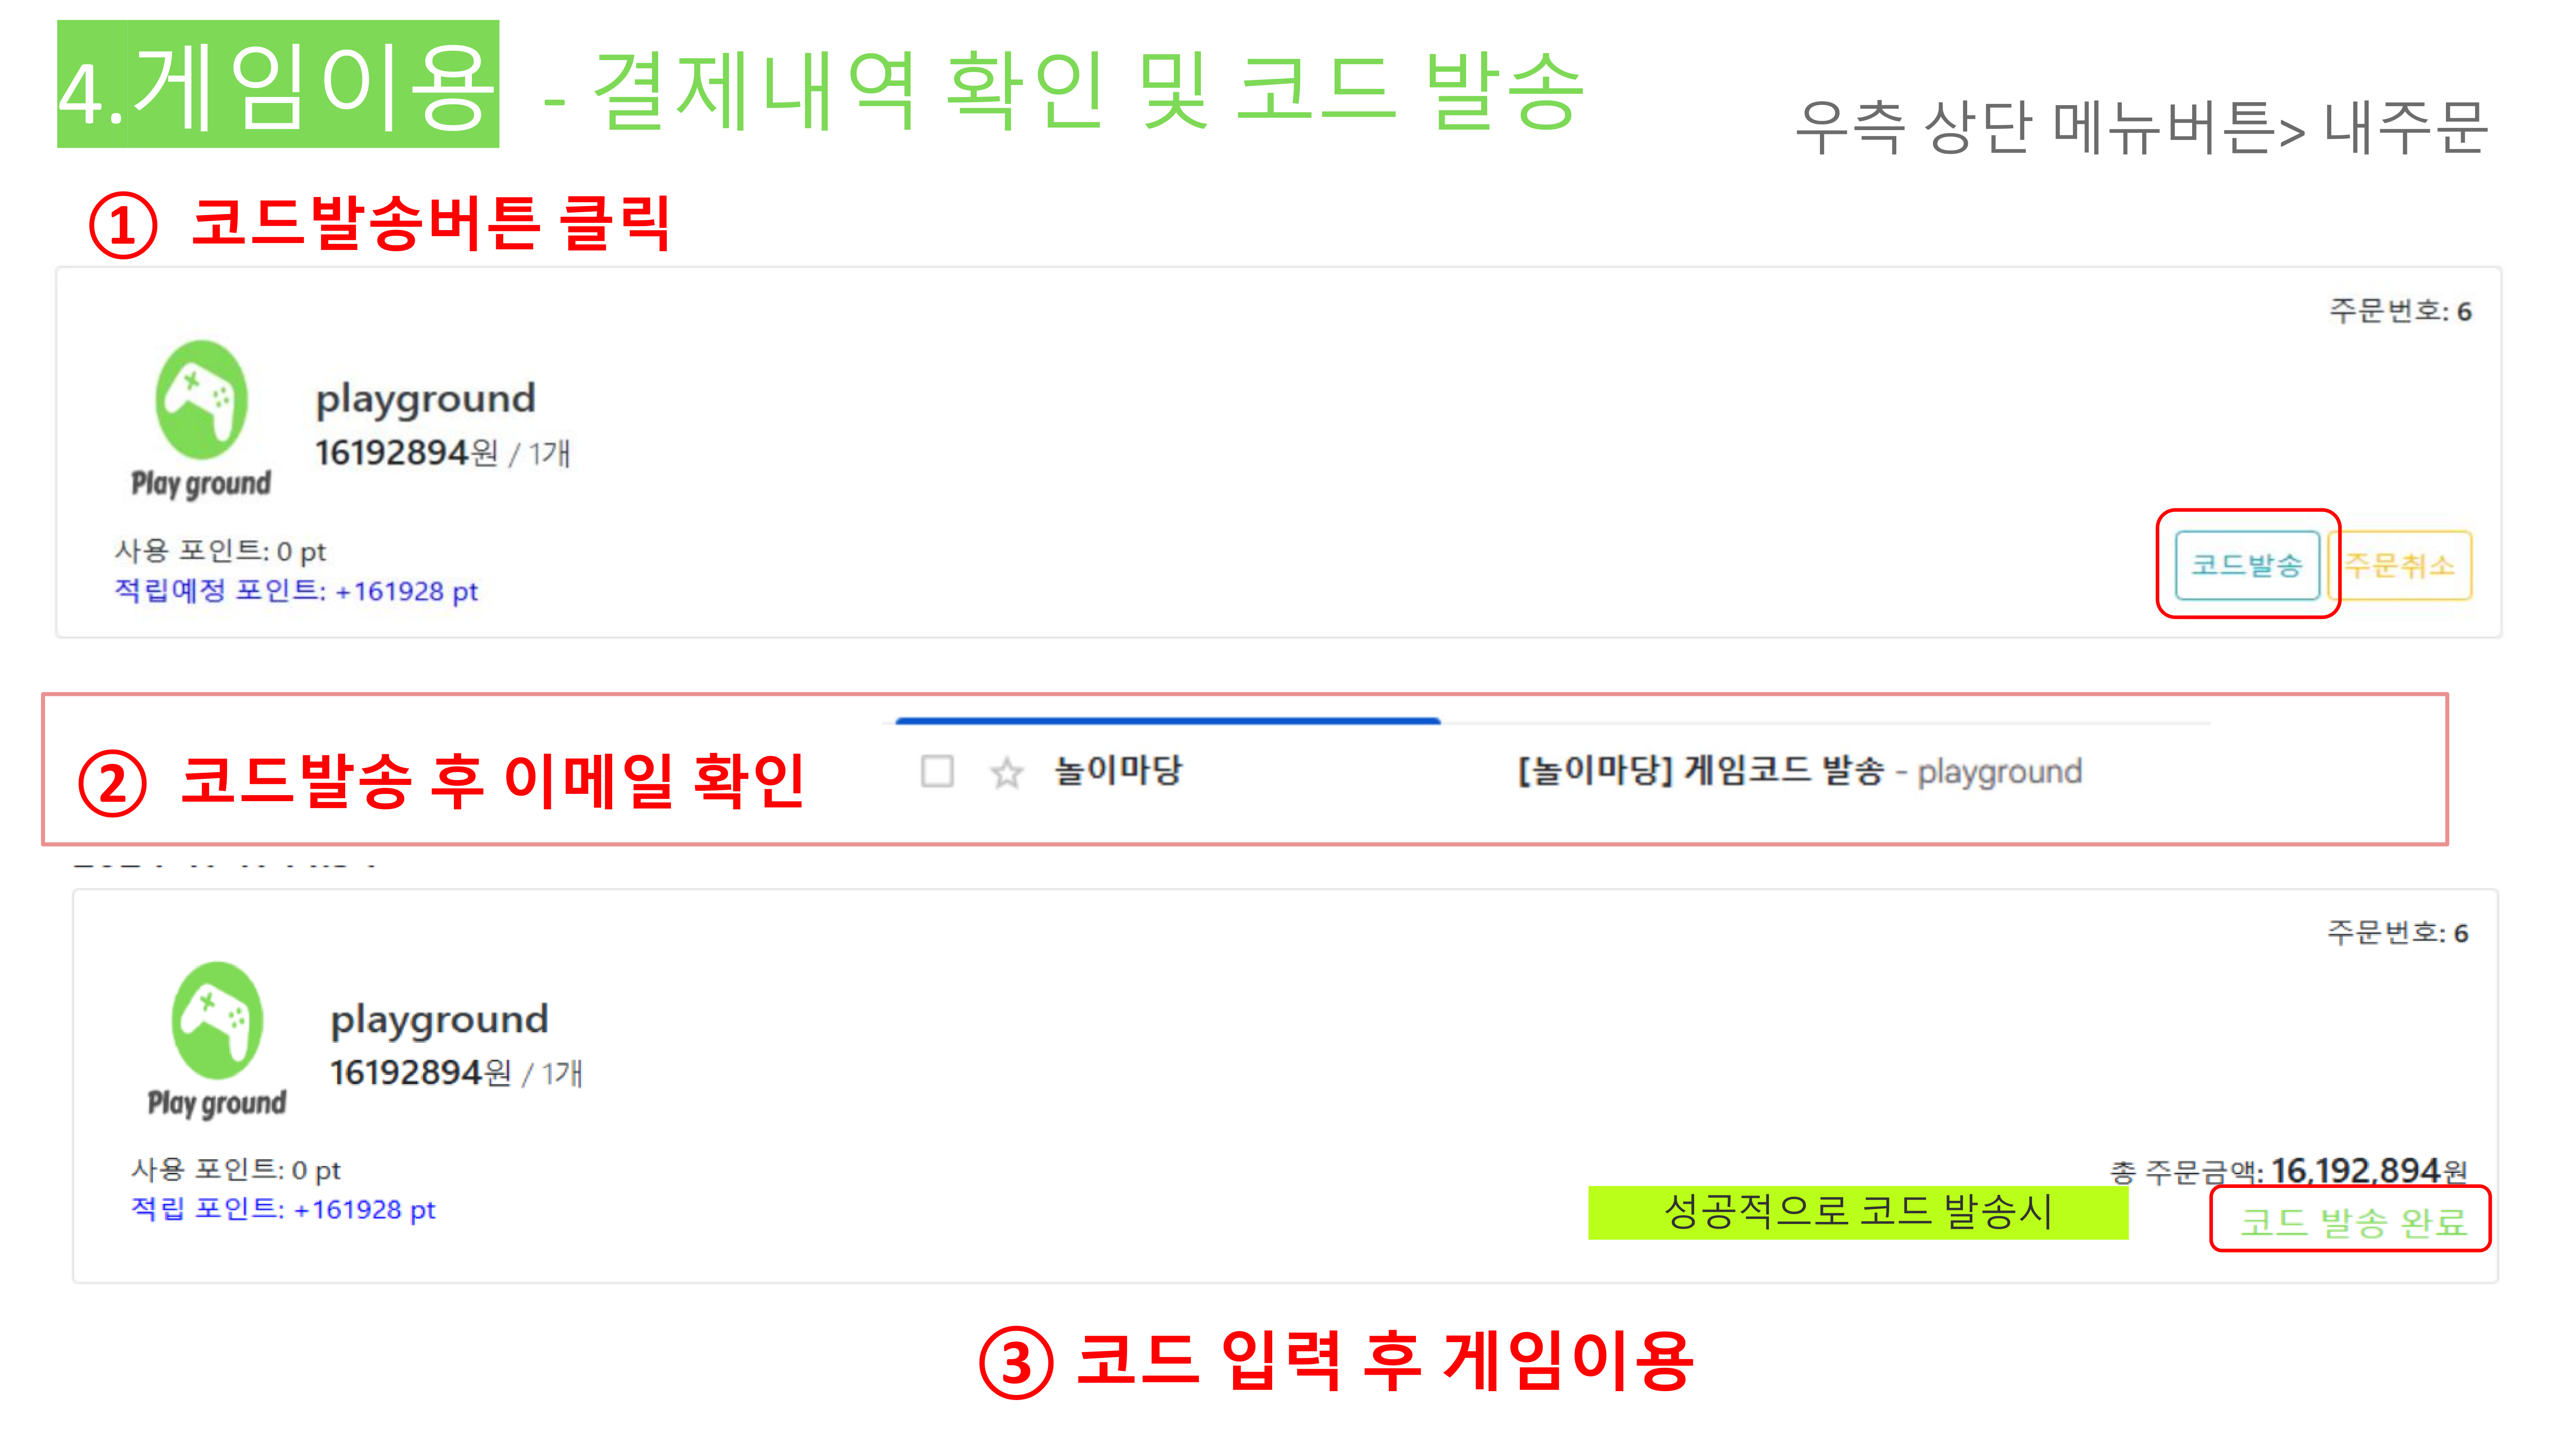 4.게임이용 - 결제내역 확인 및 코드 발송
우측 상단 메뉴버튼> 내주문
① 코드발송버튼 클릭
주문번호: 6
playground
16192894원 / 1개
Play ground
사용 포인트: 0 pt
적립예정 포인트: +161928 pt
코드발송 주문취소
② 코드발송 후 이메일 확인
놀이마당 [놀이마당] 게임코드 발송 - playground
주문번호: 6
playground
16192894원 / 1개
Play ground
사용 포인트: 0 pt
적립 포인트: +161928 pt
총 주문금액: 16,192,894원
성공적으로 코드 발송시
코드 발송 완료
③ 코드 입력 후 게임이용